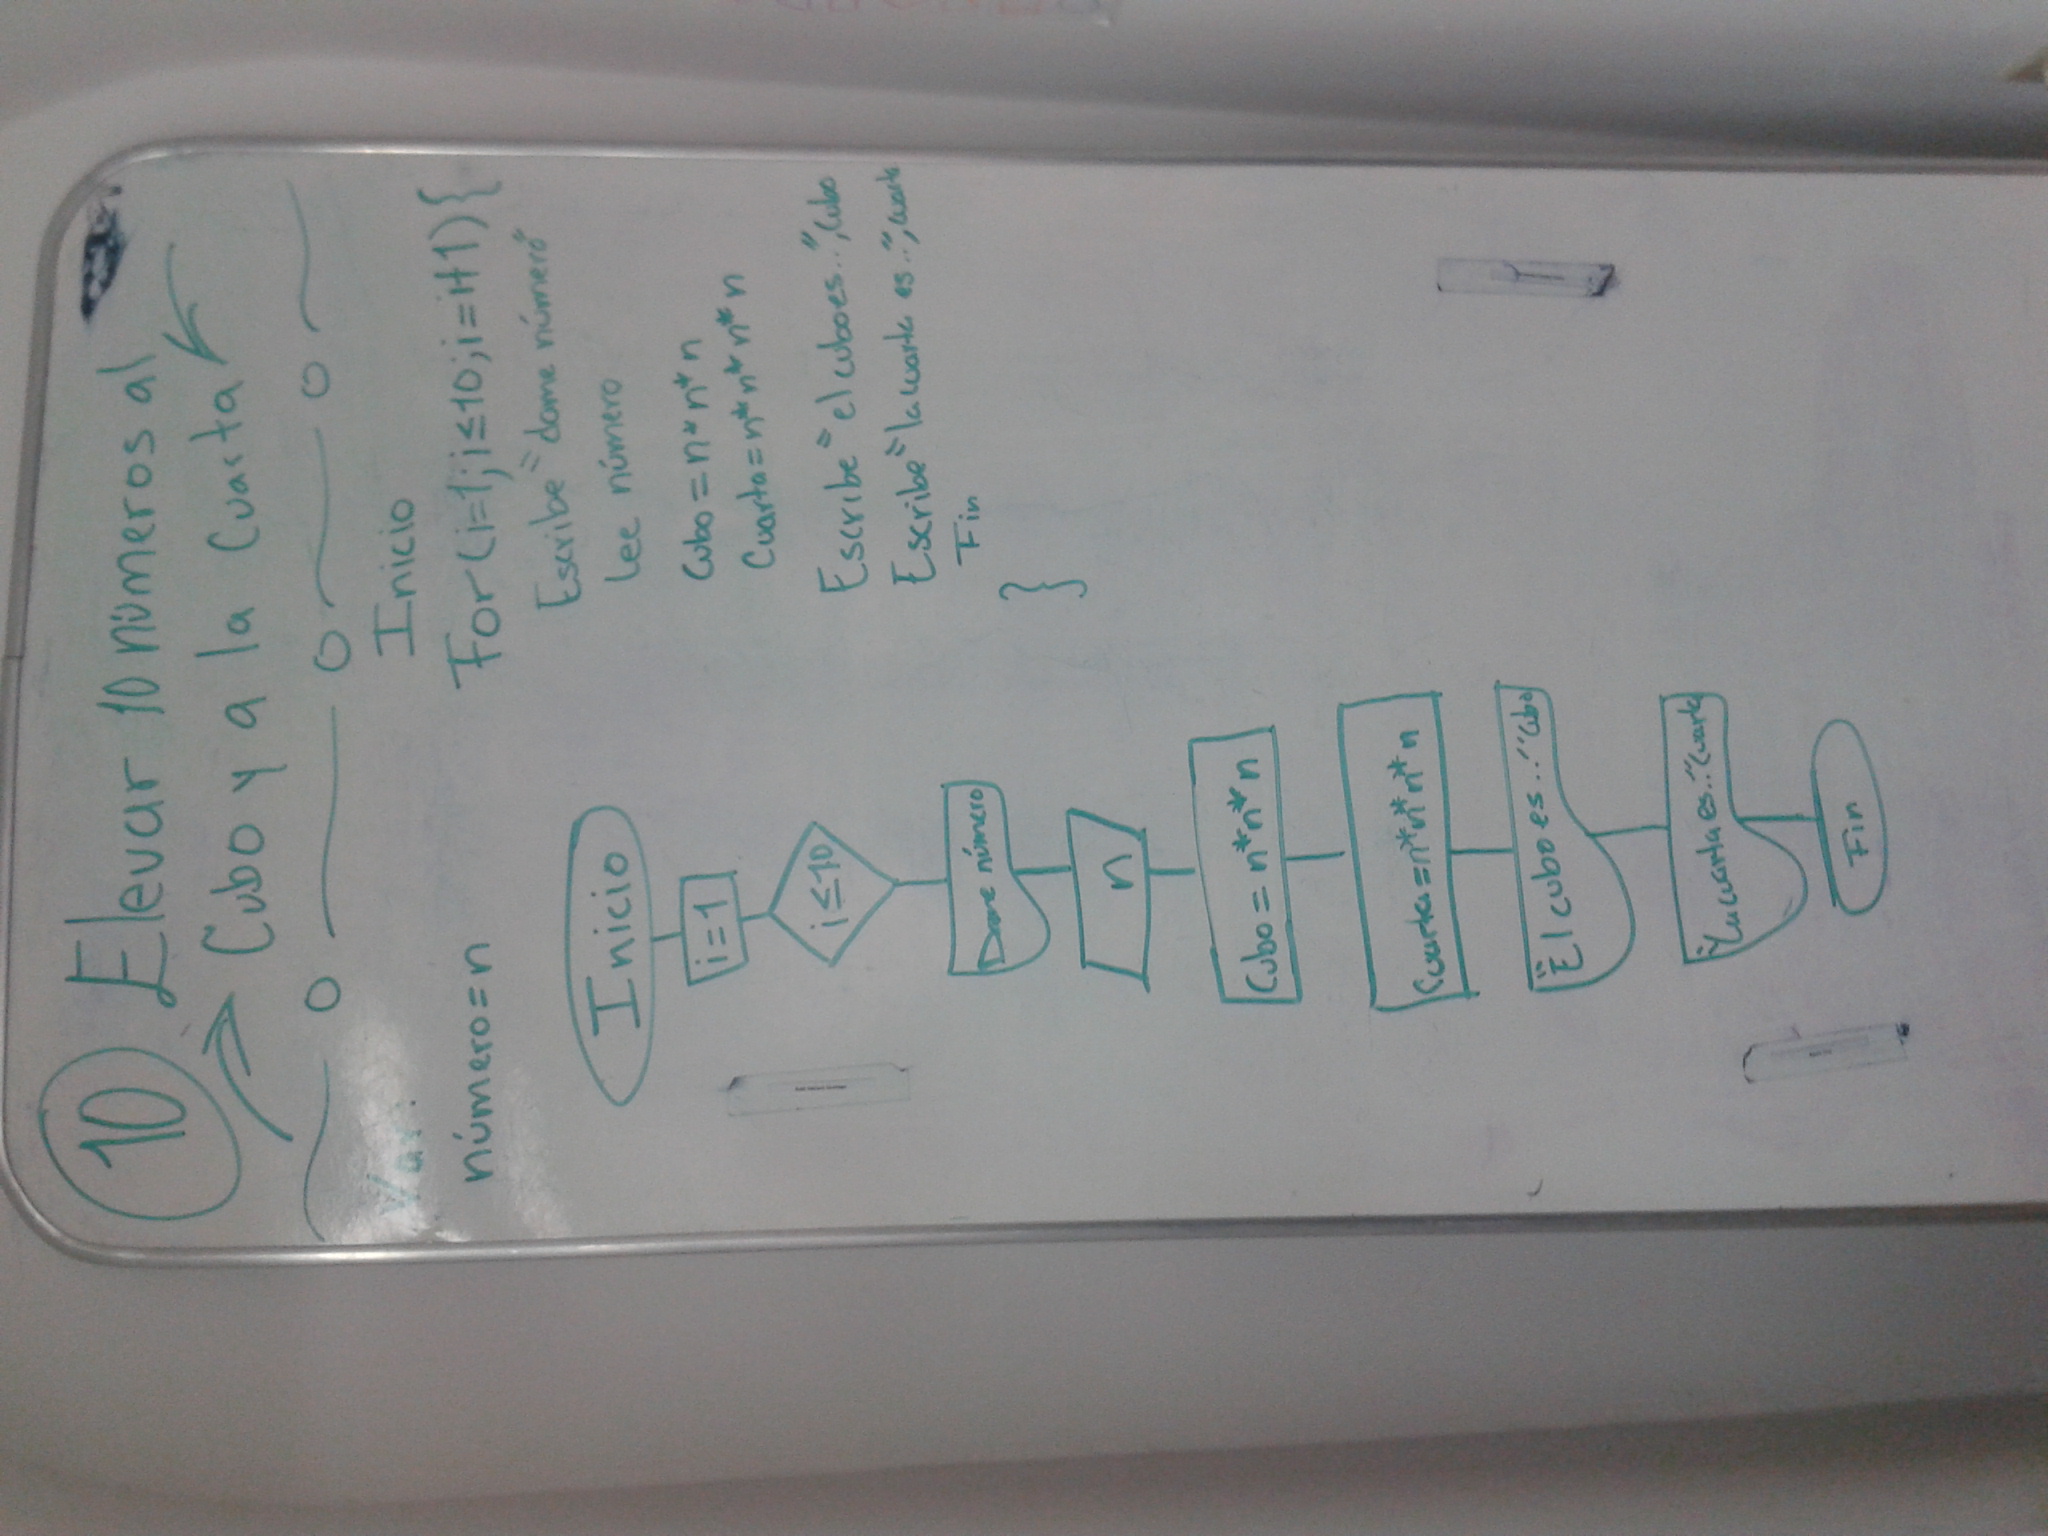 10
Elevar 10 números al
Cubo y a la Cuarta
Var:
número=n
Inicio
i=1
i≤10
Dame número
n
Cubo = n*n*n
Cuarta=n*n*n*n
"El cubo es.." Cubo
"La cuarta es.." Cuarta
Fin
Inicio
For(i=1;i≤10;i=i+1){
Escribe "dame número"
lee número
Cubo=n*n*n
Cuarta=n*n*n*n
Escribe "el cubo es..",Cubo
Escribe "la cuarta es..",cuarta
Fin
}